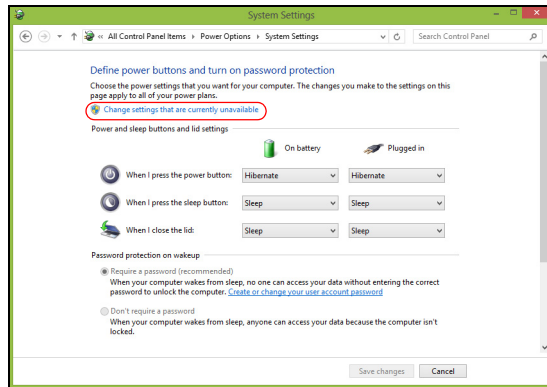 System Settings
« All Control Panel Items ▸ Power Options ▸ System Settings
Search Control Panel
Define power buttons and turn on password protection
Choose the power settings that you want for your computer. The changes you make to the settings on this
page apply to all of your power plans.
Change settings that are currently unavailable
Power and sleep buttons and lid settings
On battery Plugged in
When I press the power button: Hibernate Hibernate
When I press the sleep button: Sleep Sleep
When I close the lid: Sleep Sleep
Password protection on wakeup
Require a password (recommended)
When your computer wakes from sleep, no one can access your data without entering the correct
password to unlock the computer. Create or change your user account password
Don't require a password
When your computer wakes from sleep, anyone can access your data because the computer isn't
locked.
Save changes Cancel